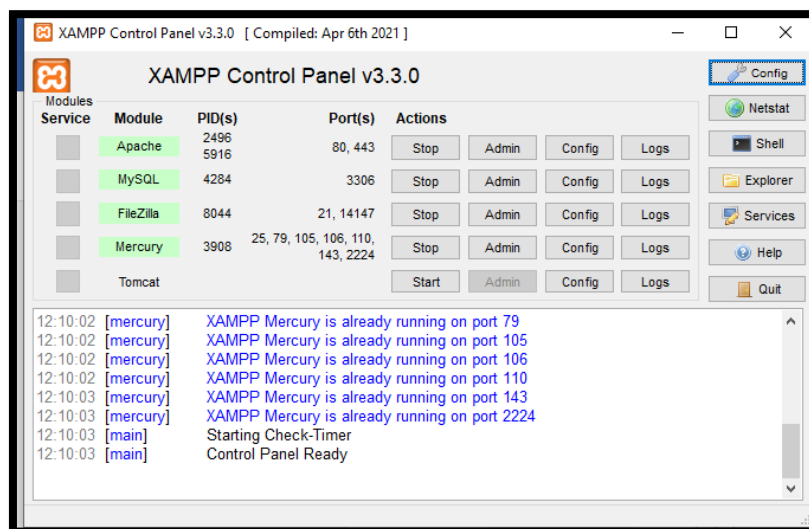 XAMPP Control Panel v3.3.0 [ Compiled: Apr 6th 2021 ]
XAMPP Control Panel v3.3.0
Config
Modules
Service Module PID(s) Port(s) Actions
Netstat
Apache 2496 5916 80, 443 Stop Admin Config Logs
Shell
MySQL 4284 3306 Stop Admin Config Logs
Explorer
FileZilla 8044 21, 14147 Stop Admin Config Logs
Services
Mercury 3908 25, 79, 105, 106, 110, 143, 2224 Stop Admin Config Logs
Help
Tomcat Start Admin Config Logs
Quit
12:10:02 [mercury] XAMPP Mercury is already running on port 79
12:10:02 [mercury] XAMPP Mercury is already running on port 105
12:10:02 [mercury] XAMPP Mercury is already running on port 106
12:10:02 [mercury] XAMPP Mercury is already running on port 110
12:10:03 [mercury] XAMPP Mercury is already running on port 143
12:10:03 [mercury] XAMPP Mercury is already running on port 2224
12:10:03 [main] Starting Check-Timer
12:10:03 [main] Control Panel Ready